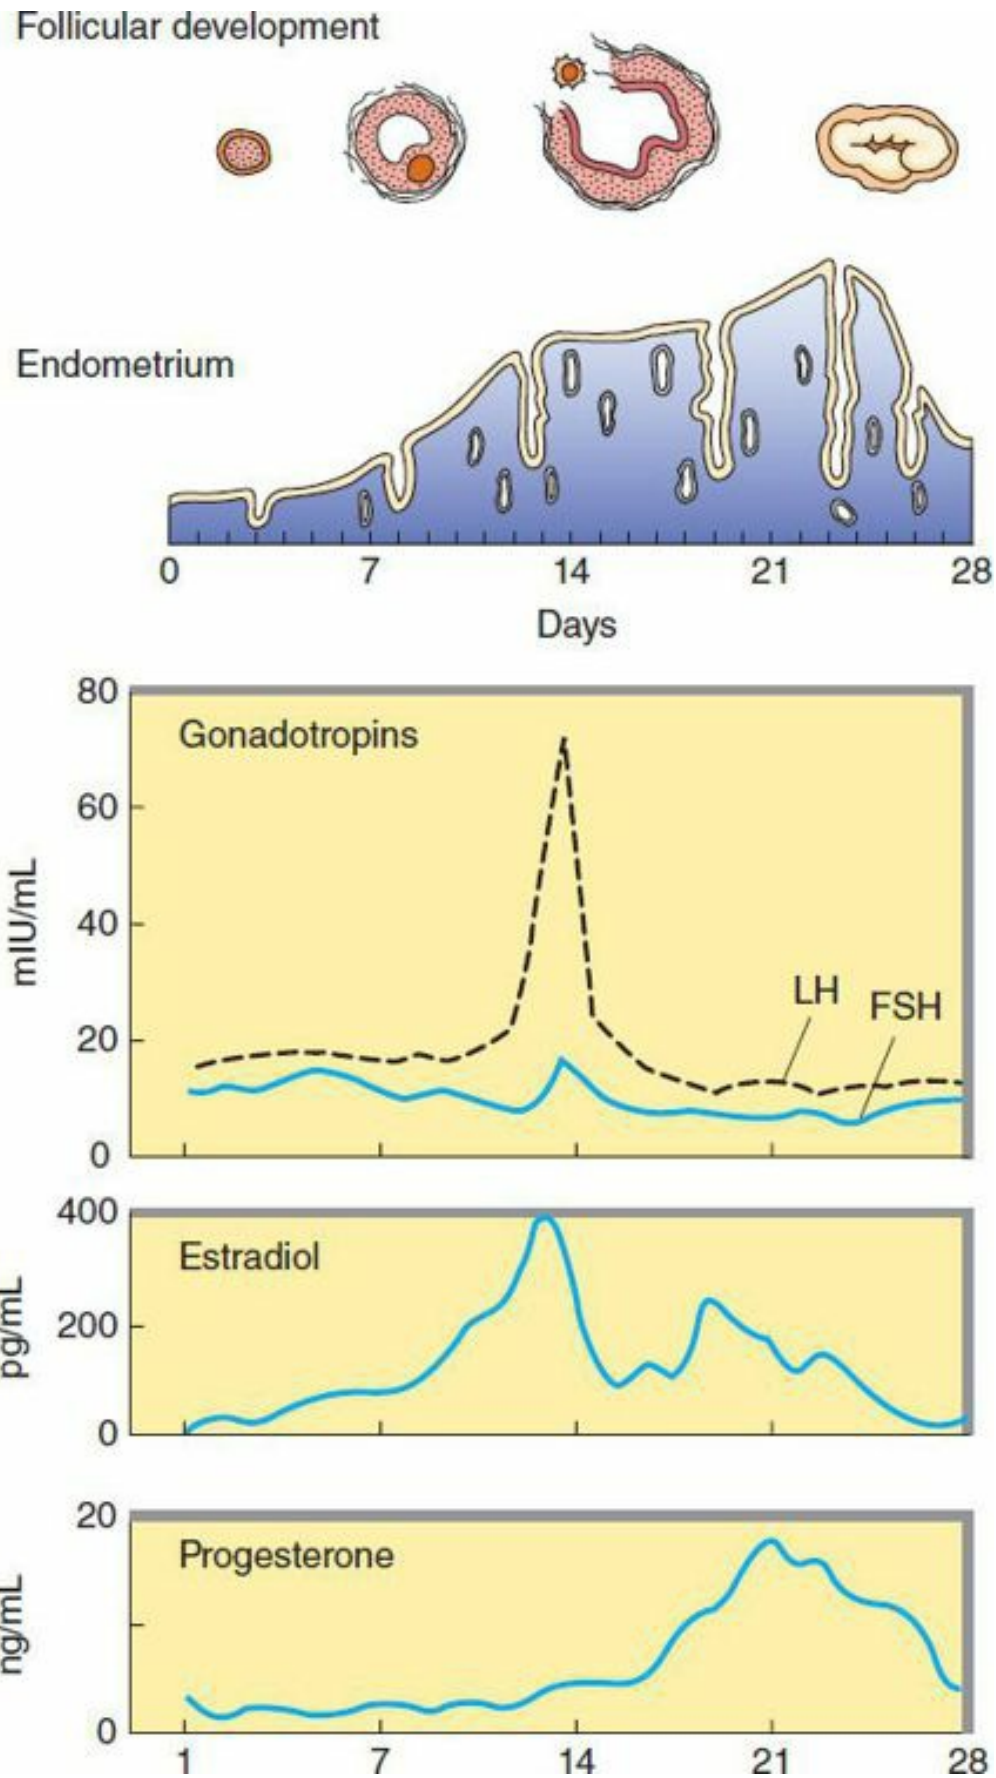 Follicular development
Endometrium
0 7 14 21 28
Days
80
Gonadotropins
60
mIU/mL
40
LH
FSH
20
0
400
Estradiol
pg/mL
200
0
20
Progesterone
ng/mL
0
1 7 14 21 28